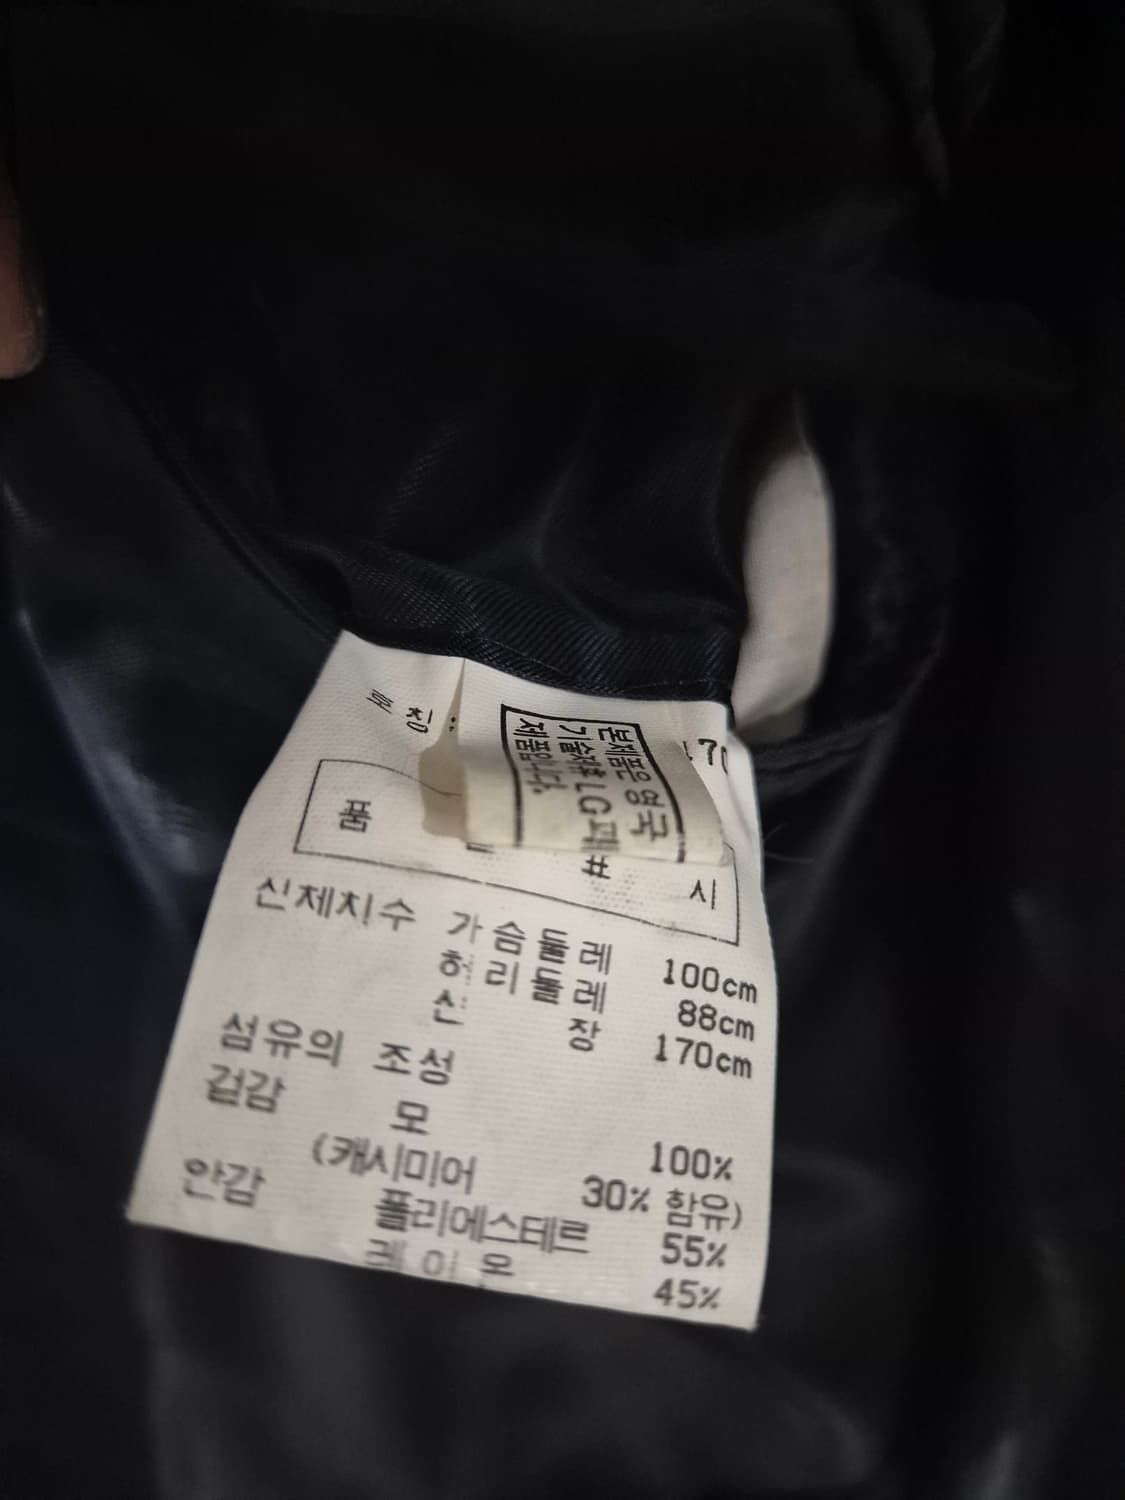 호칭:
170
본제품은 영국
기술제휴 LG패
제품입니다.
품 표 시
신체치수 가슴둘레 100cm
허리둘레 88cm
신 장 170cm
섬유의 조성
겉감 모 100%
(캐시미어 30% 함유)
안감 폴리에스테르 55%
레이온 45%